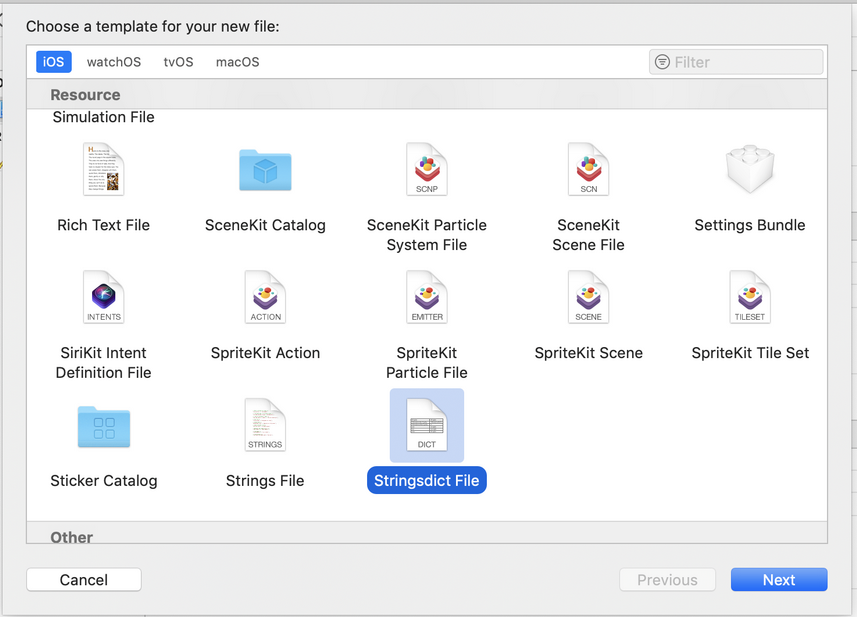 Choose a template for your new file:
iOS watchOS tvOS macOS Filter
Resource
Simulation File
H
SCNP
SCN
Rich Text File
SceneKit Catalog
SceneKit Particle
System File
SceneKit
Scene File
Settings Bundle
INTENTS
ACTION
EMITTER
SCENE
TILESET
SiriKit Intent
Definition File
SpriteKit Action
SpriteKit
Particle File
SpriteKit Scene
SpriteKit Tile Set
STRINGS
DICT
Sticker Catalog
Strings File
Stringsdict File
Other
Cancel
Previous
Next